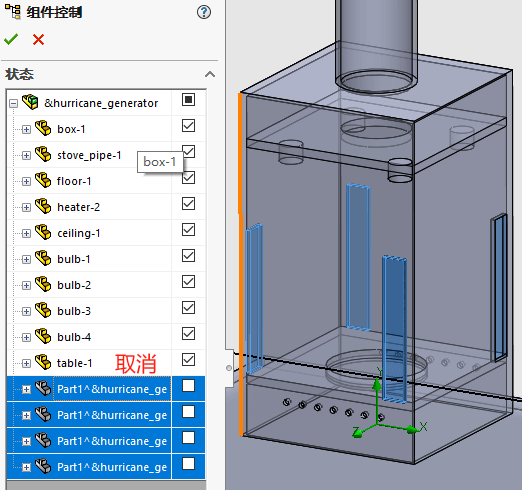 组件控制
状态
&hurricane_generator
box-1
stove_pipe-1
box-1
floor-1
heater-2
ceiling-1
bulb-1
bulb-2
bulb-3
bulb-4
table-1 取消
Part1^&hurricane_ge
Part1^&hurricane_ge
Part1^&hurricane_ge
Part1^&hurricane_ge
Y
X
Z